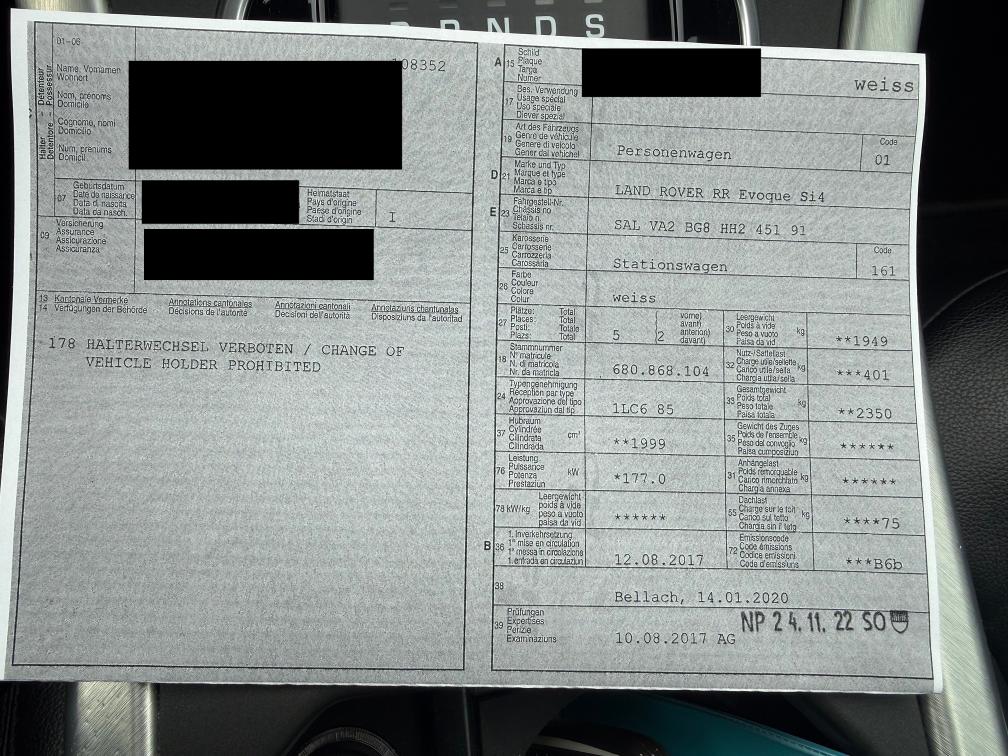 R N D S
01-06
108352
Detenteur - Possessur
Halter - Detentore
Name, Vornamen
Wohnort
Nom, prénoms
Domicile
Cognome, nomi
Domicilio
Num, prenums
Domicil
07
Geburtsdatum
Date de naissance
Data di nascita
Data da nasch.
Heimatstaat
Pays d'origine
Paese d'origine
Stadi d'origin
I
09
Versicherung
Assurance
Assicurazione
Assicuranza
13 Kantonale Vermerke Annotations cantonales Annotazioni cantonali Annotaziuns chantunalas
14 Verfügungen der Behörde Décisions de l'autorité Decisioni dell'autorità Disposiziuns da l'autoritad
178 HALTERWECHSEL VERBOTEN / CHANGE OF
VEHICLE HOLDER PROHIBITED
A 15
Schild
Plaque
Targa
Numer
weiss
17
Bes. Verwendung
Usage spécial
Uso speciale
Diever spezial
19
Art des Fahrzeugs
Genre de véhicule
Genere di veicolo
Gener dal vehichel
Personenwagen
Code
01
D 21
Marke und Typ
Marque et type
Marca e tipo
Marca e tip
LAND ROVER RR Evoque Si4
E 23
Fahrgestell-Nr.
Châssis no
Telaio n.
Schassis nr.
SAL VA2 BG8 HH2 451 91
25
Karosserie
Carrosserie
Carrozzeria
Carossaria
Stationswagen
Code
161
26
Farbe
Couleur
Colore
Colur
weiss
27
Plätze: Total
Places: Total
Posti: Totale
Plazs: Total
5
vorne)
avant)
anteriori)
davant)
(2
30
Leergewicht
Poids à vide
Peso a vuoto
Paisa da vid
kg
**1949
18
Stammnummer
N° matricule
N. di matricola
Nr. da matricla
680.868.104
32
Nutz-/Sattellast
Charge utile/sellette
Carico utile/sella
Chargia utila/sella
kg
***401
24
Typengenehmigung
Réception par type
Approvazione del tipo
Approvaziun dal tip
1LC6 85
33
Gesamtgewicht
Poids total
Peso totale
Paisa totala
kg
**2350
37
Hubraum
Cylindrée
Cilindrata
Cilindrada
cm³
**1999
35
Gewicht des Zuges
Poids de l'ensemble
Peso del convoglio
Paisa cumposiziun
kg
******
76
Leistung
Puissance
Potenza
Prestaziun
kW
*177.0
31
Anhängelast
Poids remorquable
Carico rimorchiato
Chargia annexa
kg
******
78 kW/kg
Leergewicht
poids à vide
peso a vuoto
paisa da vid
******
55
Dachlast
Charge sur le toit
Carico sul tetto
Chargia sin il tetg
kg
****75
B 36
1. Inverkehrsetzung
1re mise en circulation
1a messa in circolazione
1. entrada en circulaziun
12.08.2017
72
Emissionscode
Code émissions
Codice emissioni
Code d'emissiuns
***B6b
38
Bellach, 14.01.2020
39
Prüfungen
Expertises
Perizie
Examinaziuns
10.08.2017 AG
NP 24.11.22 SO